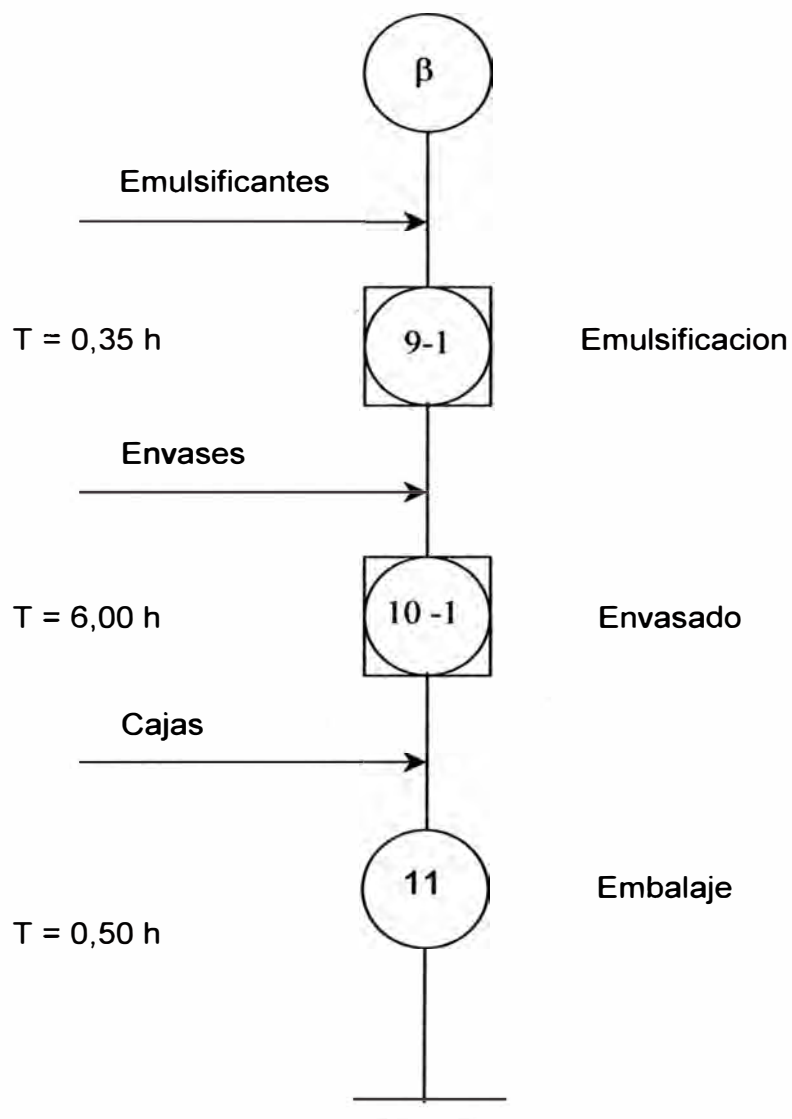 β
Emulsificantes
T = 0,35 h
9-1
Emulsificacion
Envases
T = 6,00 h
10 -1
Envasado
Cajas
11
Embalaje
T = 0,50 h